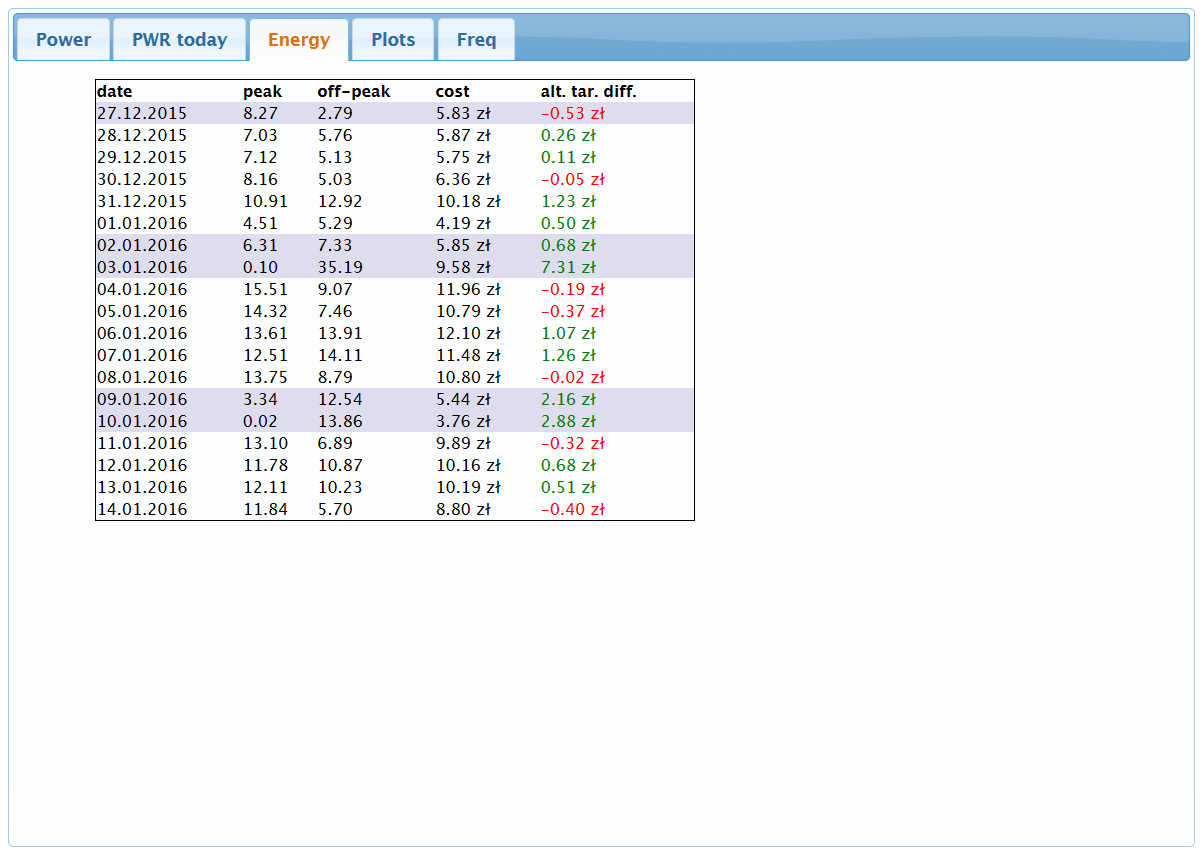 Power PWR today Energy Plots Freq
date peak off-peak cost alt. tar. diff.
27.12.2015 8.27 2.79 5.83 zł -0.53 zł
28.12.2015 7.03 5.76 5.87 zł 0.26 zł
29.12.2015 7.12 5.13 5.75 zł 0.11 zł
30.12.2015 8.16 5.03 6.36 zł -0.05 zł
31.12.2015 10.91 12.92 10.18 zł 1.23 zł
01.01.2016 4.51 5.29 4.19 zł 0.50 zł
02.01.2016 6.31 7.33 5.85 zł 0.68 zł
03.01.2016 0.10 35.19 9.58 zł 7.31 zł
04.01.2016 15.51 9.07 11.96 zł -0.19 zł
05.01.2016 14.32 7.46 10.79 zł -0.37 zł
06.01.2016 13.61 13.91 12.10 zł 1.07 zł
07.01.2016 12.51 14.11 11.48 zł 1.26 zł
08.01.2016 13.75 8.79 10.80 zł -0.02 zł
09.01.2016 3.34 12.54 5.44 zł 2.16 zł
10.01.2016 0.02 13.86 3.76 zł 2.88 zł
11.01.2016 13.10 6.89 9.89 zł -0.32 zł
12.01.2016 11.78 10.87 10.16 zł 0.68 zł
13.01.2016 12.11 10.23 10.19 zł 0.51 zł
14.01.2016 11.84 5.70 8.80 zł -0.40 zł